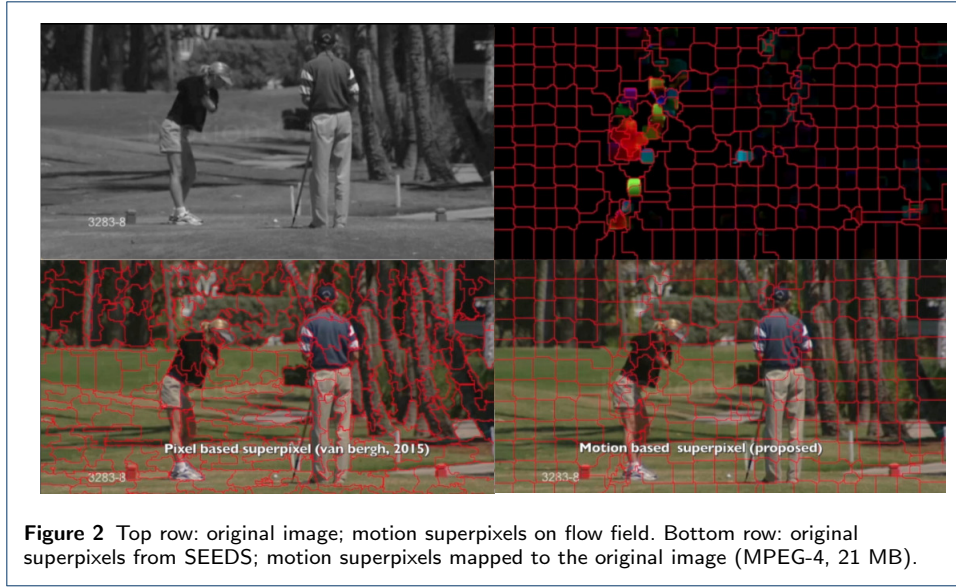 3283-8
Pixel based superpixel (van bergh, 2015)
3283-8
Motion based superpixel (proposed)
3283-8
Figure 2 Top row: original image; motion superpixels on flow field. Bottom row: original
superpixels from SEEDS; motion superpixels mapped to the original image (MPEG-4, 21 MB).